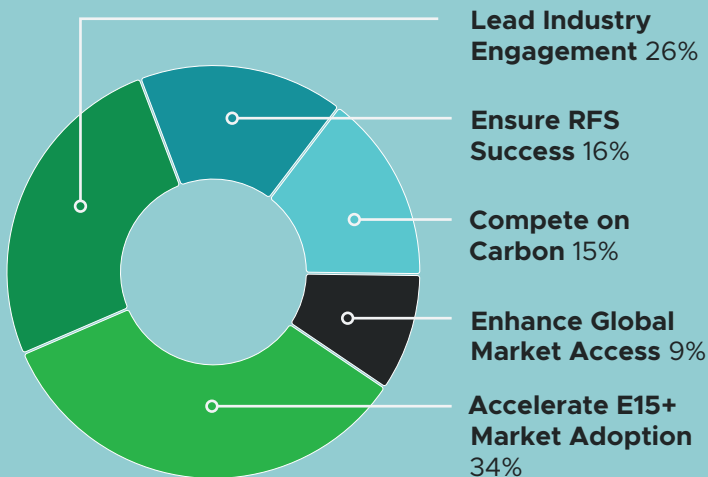 Lead Industry
Engagement 26%
Ensure RFS
Success 16%
Compete on
Carbon 15%
Enhance Global
Market Access 9%
Accelerate E15+
Market Adoption
34%